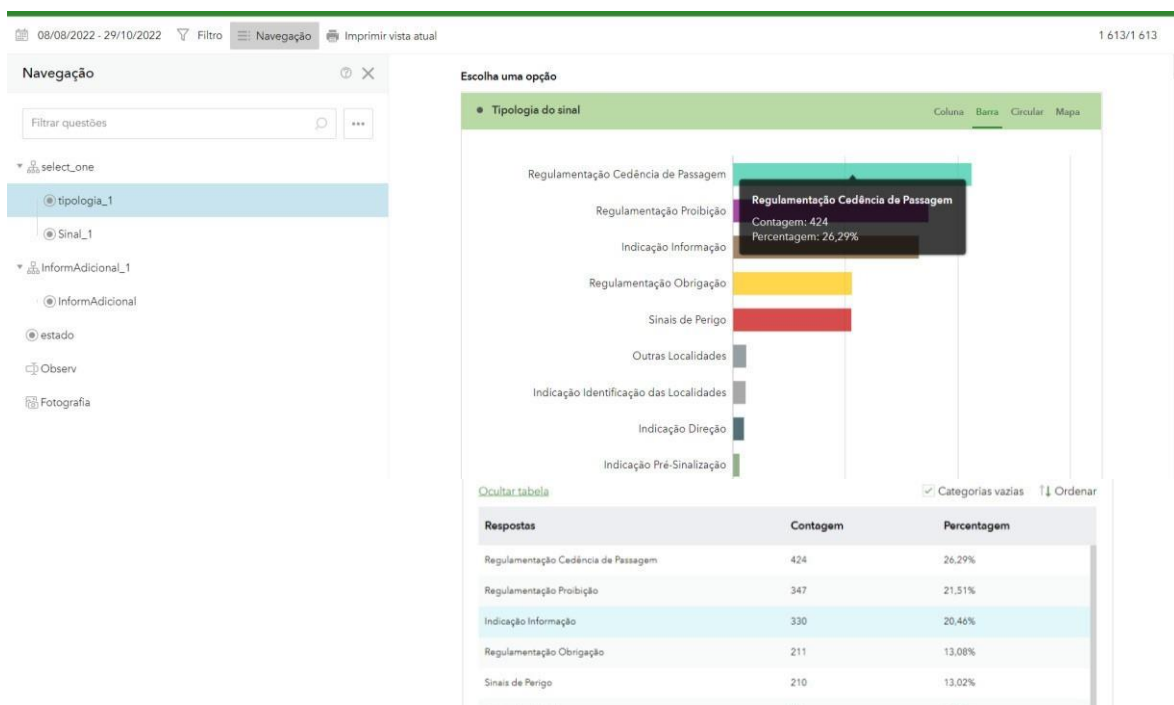 08/08/2022 - 29/10/2022 Filtro Navegação Imprimir vista atual 1 613/1 613
Navegação
Filtrar questões
select_one
tipologia_1
Sinal_1
InformAdicional_1
InformAdicional
estado
Observ
Fotografia
Escolha uma opção
Tipologia do sinal Coluna Barra Circular Mapa
Regulamentação Cedência de Passagem
Regulamentação Proibição
Indicação Informação
Regulamentação Obrigação
Sinais de Perigo
Outras Localidades
Indicação Identificação das Localidades
Indicação Direção
Indicação Pré-Sinalização
Regulamentação Cedência de Passagem
Contagem: 424
Percentagem: 26,29%
Ocultar tabela Categorias vazias Ordenar
Respostas Contagem Percentagem
Regulamentação Cedência de Passagem 424 26,29%
Regulamentação Proibição 347 21,51%
Indicação Informação 330 20,46%
Regulamentação Obrigação 211 13,08%
Sinais de Perigo 210 13,02%